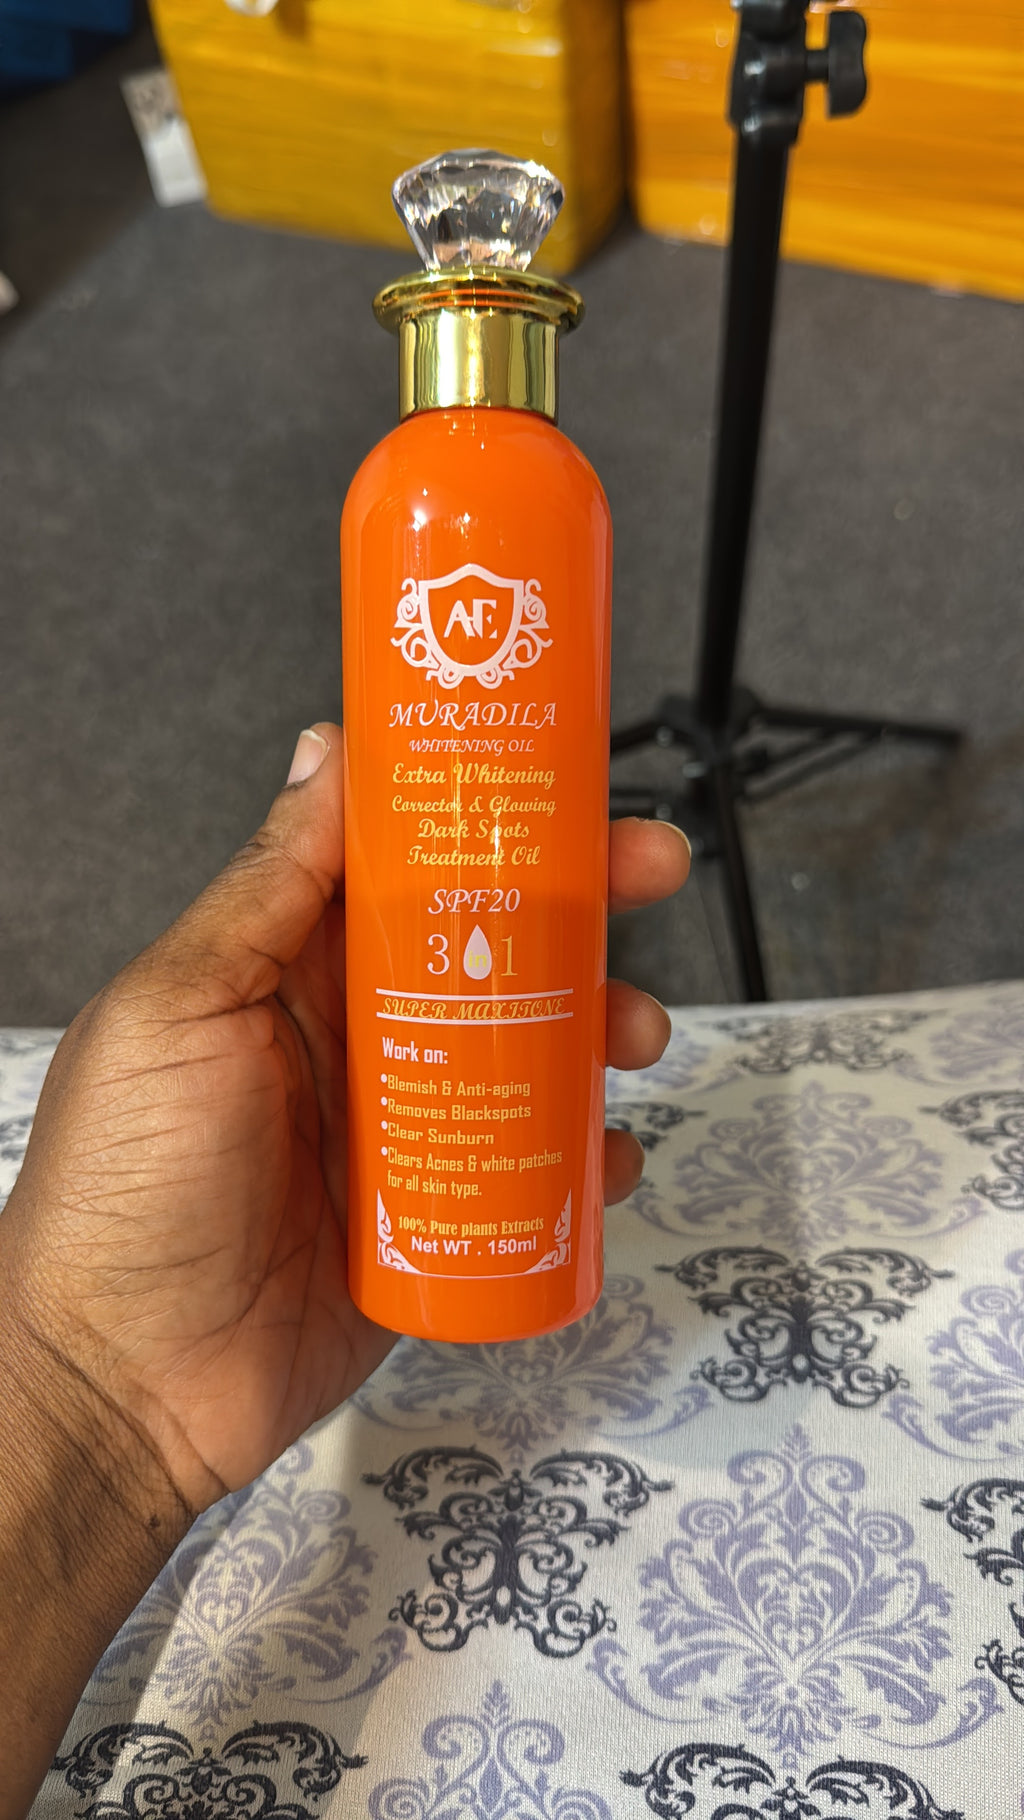 AE
MURADILA
WHITENING OIL
Extra Whitening
Corrector & Glowing
Dark Spots
Treatment Oil
SPF20
3 in 1
SUPER MAXITONE
Work on:
•Blemish & Anti-aging
•Removes Blackspots
•Clear Sunburn
•Clears Acnes & white patches
for all skin type.
100% Pure plants Extracts
Net WT . 150ml